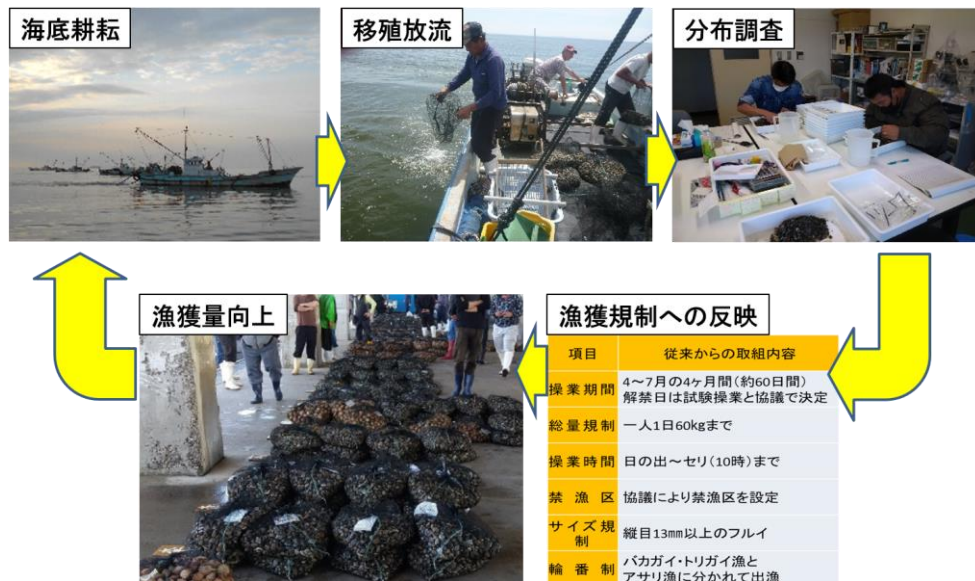 海底耕耘
移殖放流
分布調査
漁獲量向上
漁獲規制への反映
項目 従来からの取組内容
操業期間 4～7月の4ヶ月間(約60日間)
解禁日は試験操業と協議で決定
総量規制 一人1日60kgまで
操業時間 日の出～セリ(10時)まで
禁漁区 協議により禁漁区を設定
サイズ規
制 縦目13mm以上のフルイ
輪番制 バカガイ・トリガイ漁と
アサリ漁に分かれて出漁